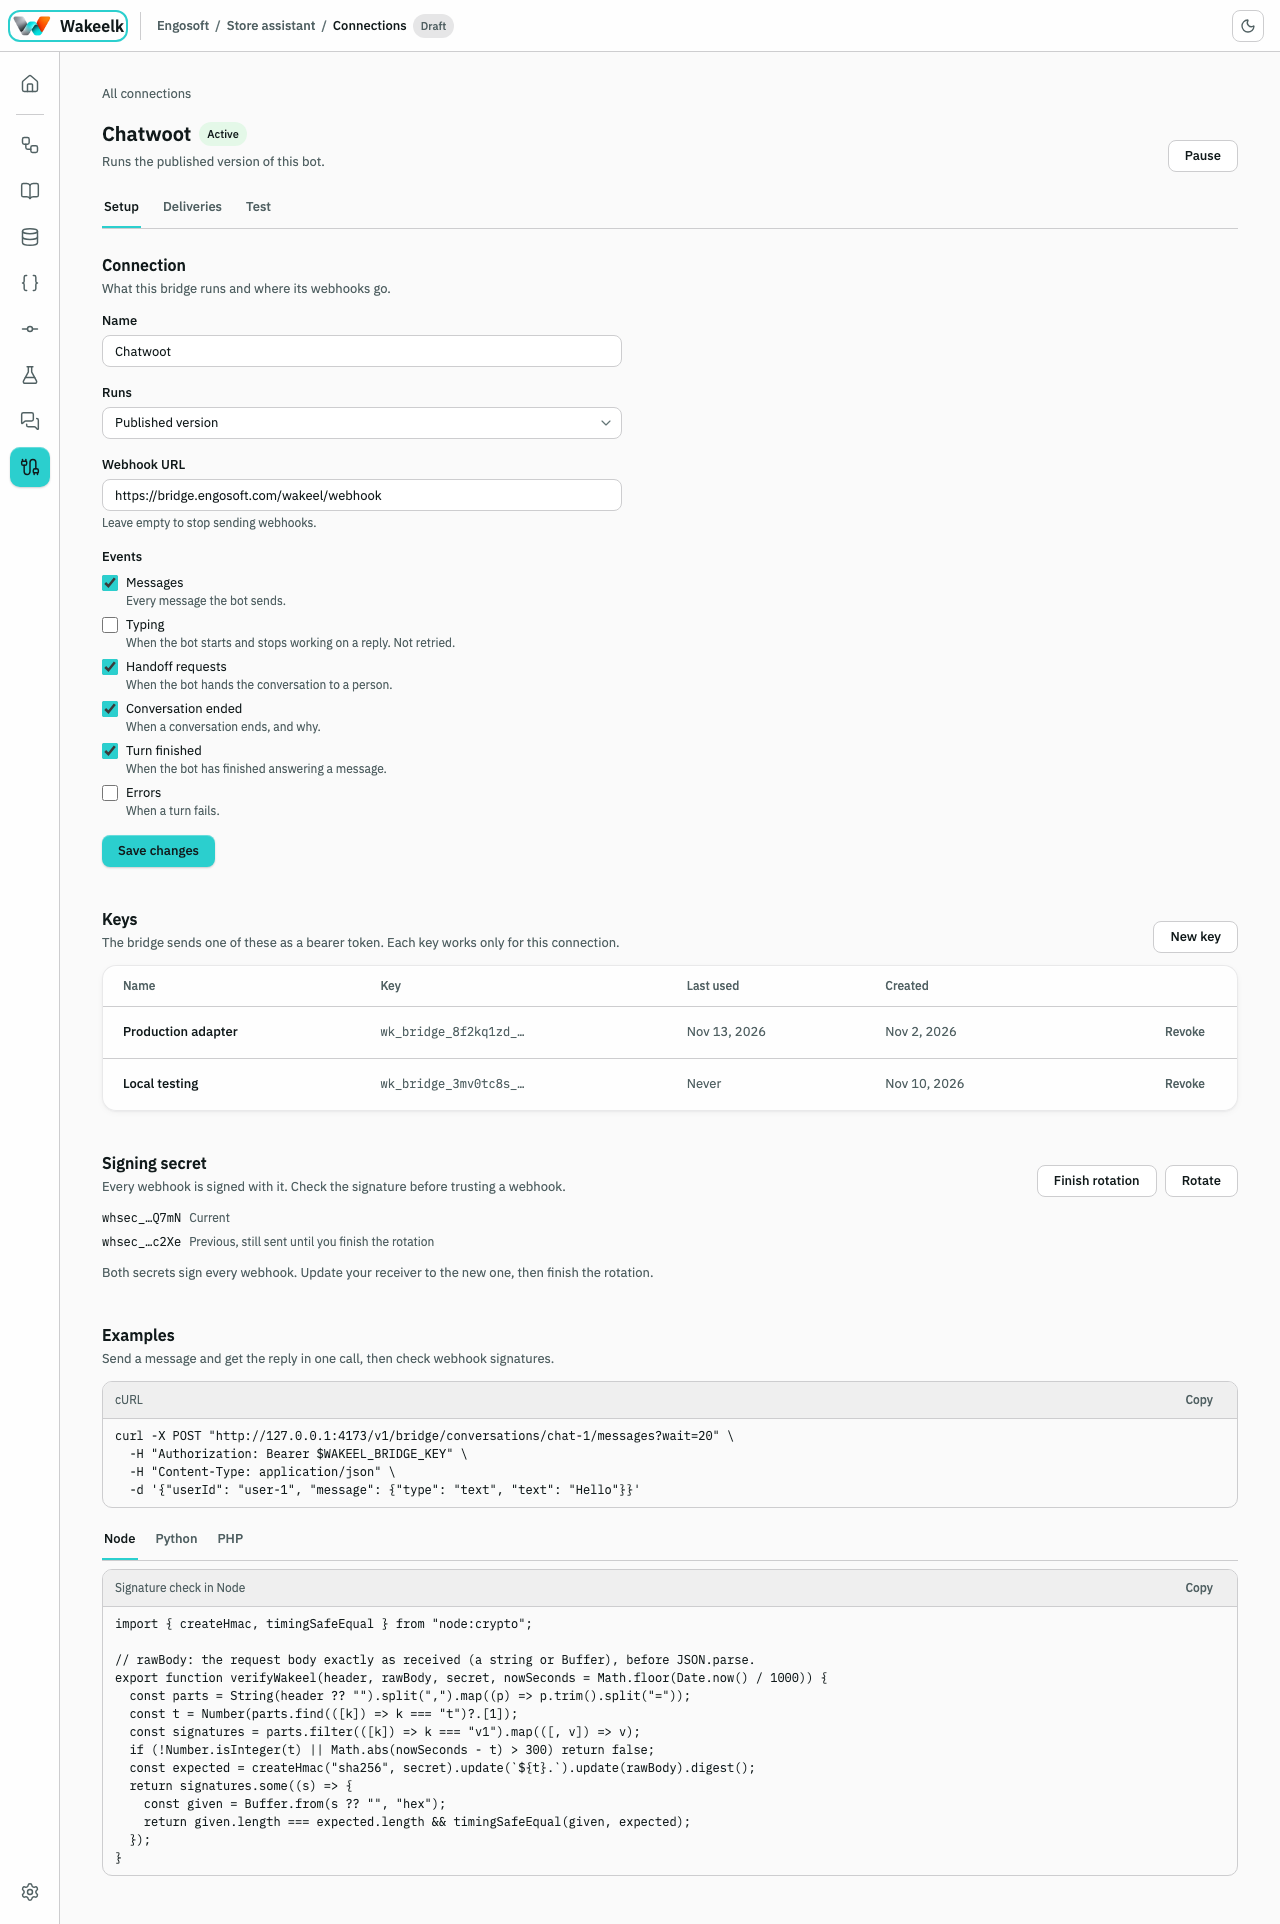 Wakeelk
Engosoft / Store assistant / Connections Draft
All connections
Chatwoot Active
Runs the published version of this bot.
Pause
Setup Deliveries Test
Connection
What this bridge runs and where its webhooks go.
Name
Chatwoot
Runs
Published version
Webhook URL
https://bridge.engosoft.com/wakeel/webhook
Leave empty to stop sending webhooks.
Events
Messages
Every message the bot sends.
Typing
When the bot starts and stops working on a reply. Not retried.
Handoff requests
When the bot hands the conversation to a person.
Conversation ended
When a conversation ends, and why.
Turn finished
When the bot has finished answering a message.
Errors
When a turn fails.
Save changes
Keys
The bridge sends one of these as a bearer token. Each key works only for this connection.
New key
Name Key Last used Created
Production adapter wk_bridge_8f2kq1zd_… Nov 13, 2026 Nov 2, 2026 Revoke
Local testing wk_bridge_3mv0tc8s_… Never Nov 10, 2026 Revoke
Signing secret
Every webhook is signed with it. Check the signature before trusting a webhook.
Finish rotation Rotate
whsec_…Q7mN Current
whsec_…c2Xe Previous, still sent until you finish the rotation
Both secrets sign every webhook. Update your receiver to the new one, then finish the rotation.
Examples
Send a message and get the reply in one call, then check webhook signatures.
cURL Copy
curl -X POST "http://127.0.0.1:4173/v1/bridge/conversations/chat-1/messages?wait=20" \
  -H "Authorization: Bearer $WAKEEL_BRIDGE_KEY" \
  -H "Content-Type: application/json" \
  -d '{"userId": "user-1", "message": {"type": "text", "text": "Hello"}}'
Node Python PHP
Signature check in Node Copy
import { createHmac, timingSafeEqual } from "node:crypto";
// rawBody: the request body exactly as received (a string or Buffer), before JSON.parse.
export function verifyWakeel(header, rawBody, secret, nowSeconds = Math.floor(Date.now() / 1000)) {
  const parts = String(header ?? "").split(",").map((p) => p.trim().split("="));
  const t = Number(parts.find(([k]) => k === "t")?.[1]);
  const signatures = parts.filter(([k]) => k === "v1").map(([, v]) => v);
  if (!Number.isInteger(t) || Math.abs(nowSeconds - t) > 300) return false;
  const expected = createHmac("sha256", secret).update(`${t}.`).update(rawBody).digest();
  return signatures.some((s) => {
    const given = Buffer.from(s ?? "", "hex");
    return given.length === expected.length && timingSafeEqual(given, expected);
  });
}